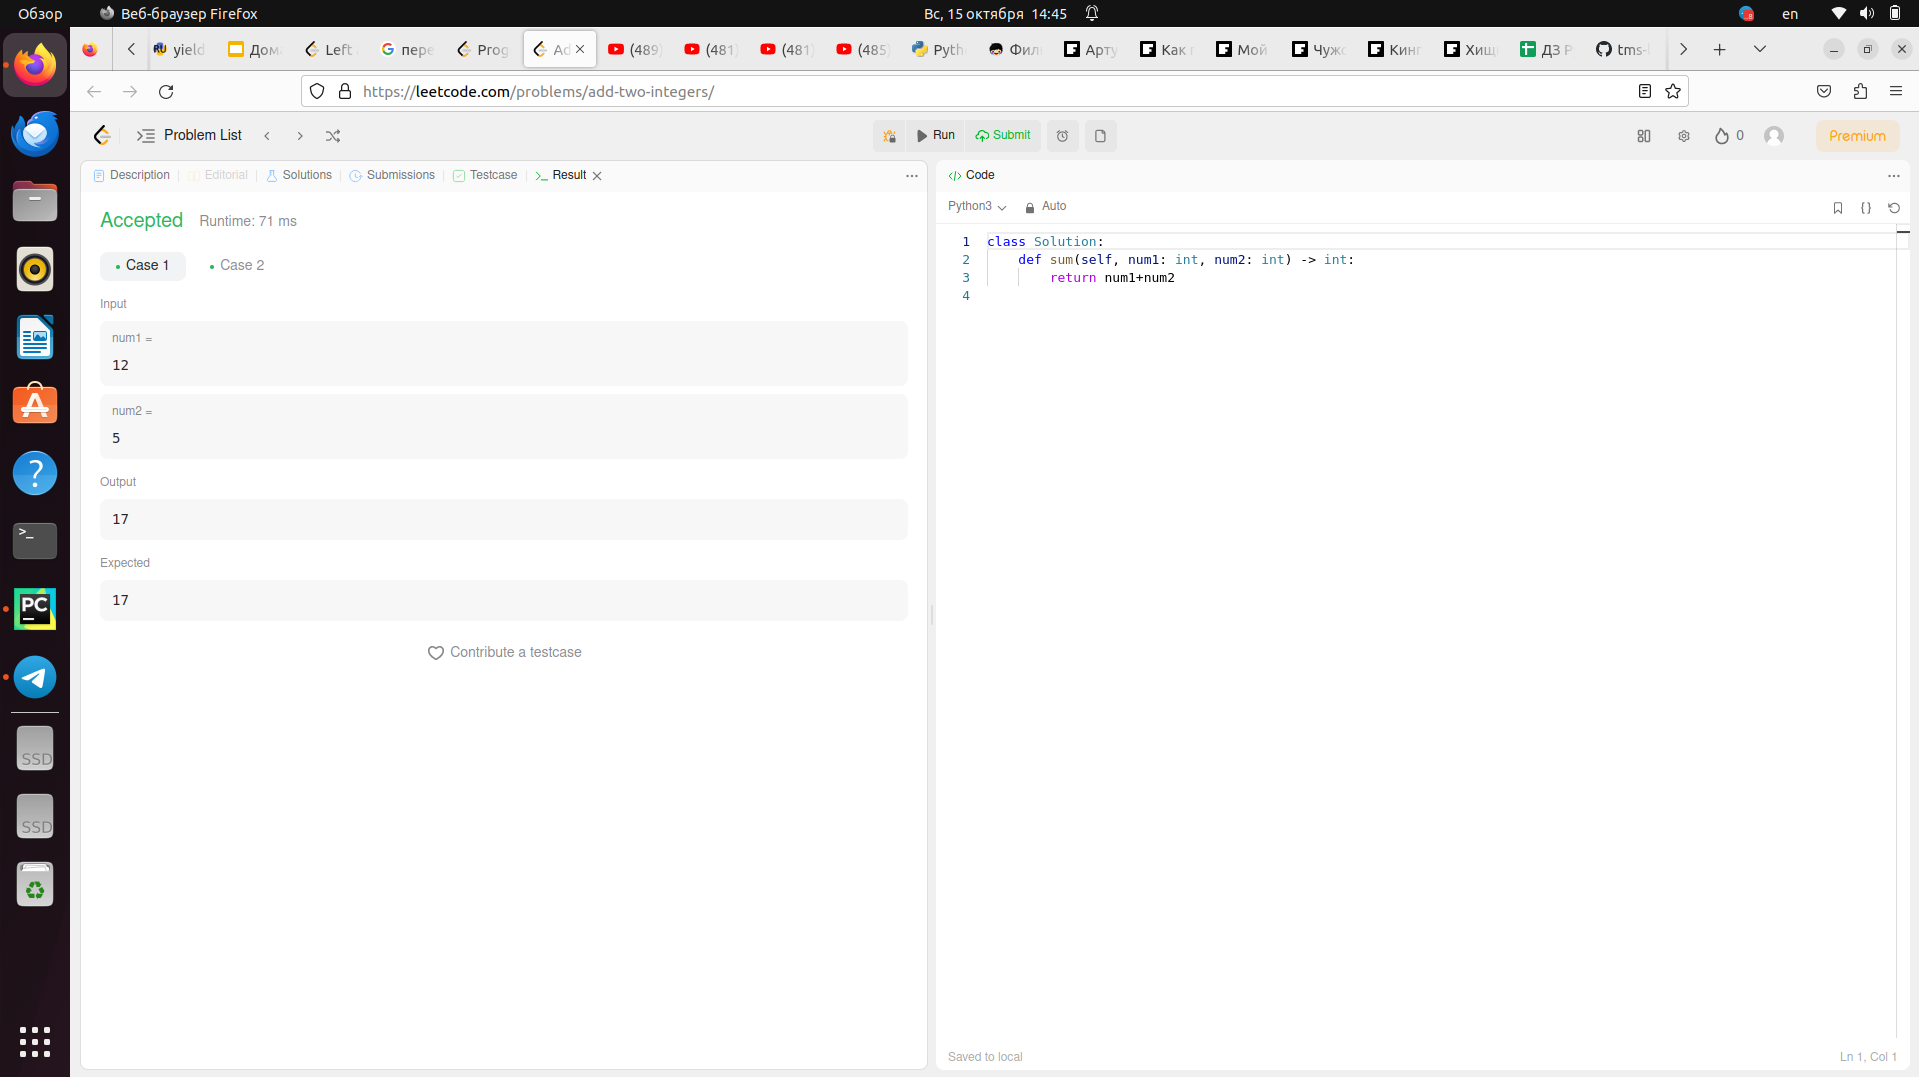 Обзор
Веб-браузер Firefox
Вс, 15 октября 14:45
en
yield
Дом
Left
пере
Prog
Ad
(489)
(481)
(481)
(485)
Pyth
Фил
Арту
Как
Мой
Чужо
Кинг
Хищ
ДЗ Р
tms-
https://leetcode.com/problems/add-two-integers/
Problem List
Run
Submit
0
Premium
Description
Editorial
Solutions
Submissions
Testcase
Result
Accepted
Runtime: 71 ms
Case 1
Case 2
Input
num1 =
12
num2 =
5
Output
17
Expected
17
Contribute a testcase
Code
Python3
Auto
1 class Solution:
2 def sum(self, num1: int, num2: int) -> int:
3 return num1+num2
4
Saved to local
Ln 1, Col 1
PC
SSD
SSD